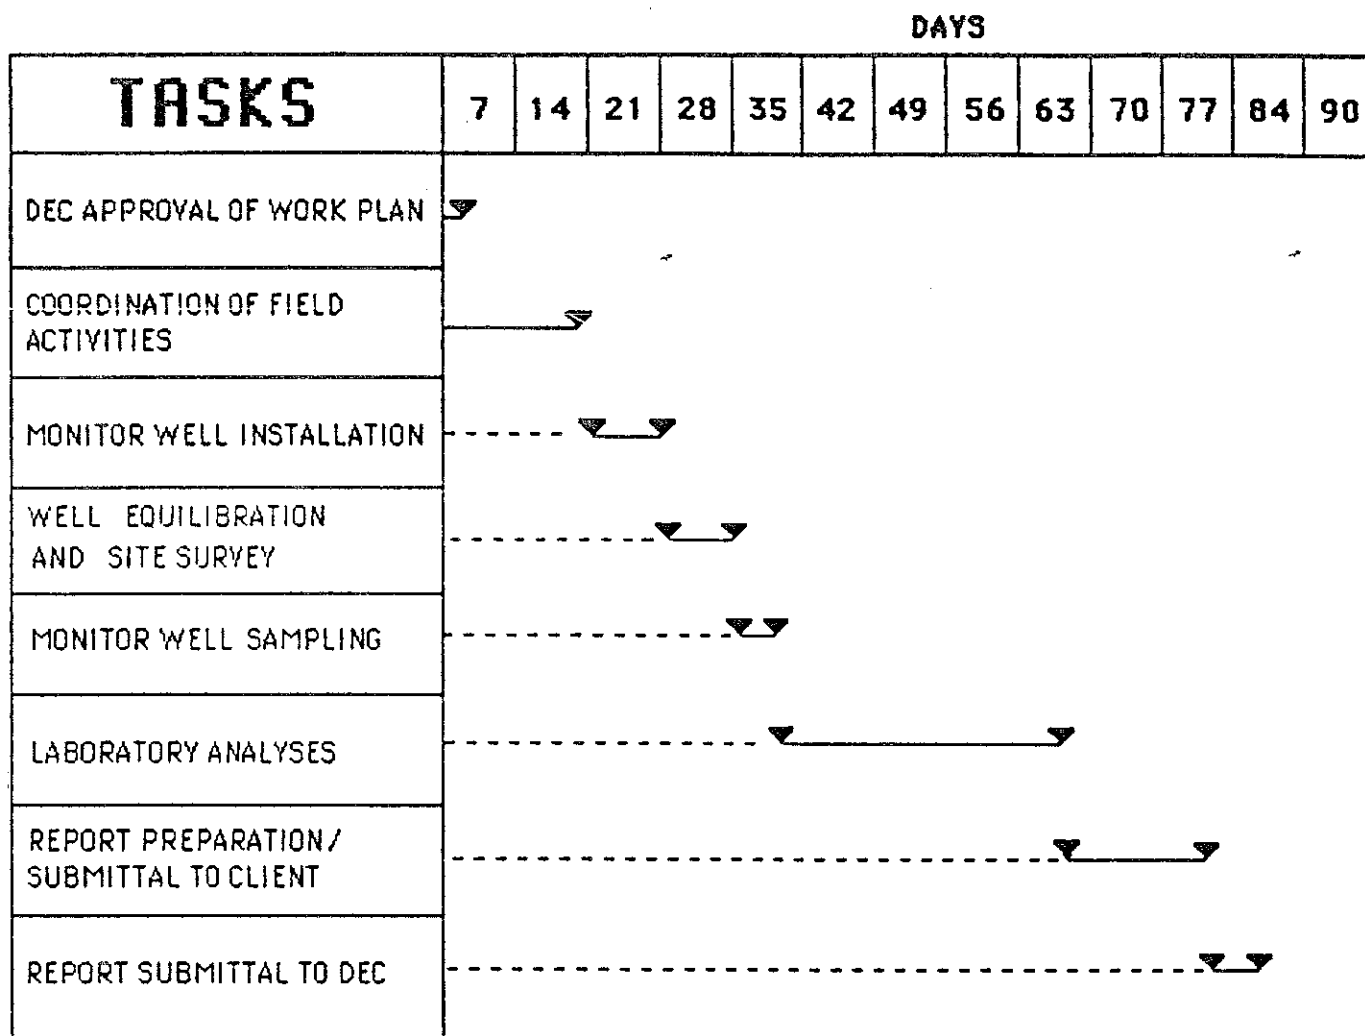 DAYS
TASKS 7 14 21 28 35 42 49 56 63 70 77 84 90
DEC APPROVAL OF WORK PLAN
COORDINATION OF FIELD
ACTIVITIES
MONITOR WELL INSTALLATION
WELL EQUILIBRATION
AND SITE SURVEY
MONITOR WELL SAMPLING
LABORATORY ANALYSES
REPORT PREPARATION/
SUBMITTAL TO CLIENT
REPORT SUBMITTAL TO DEC